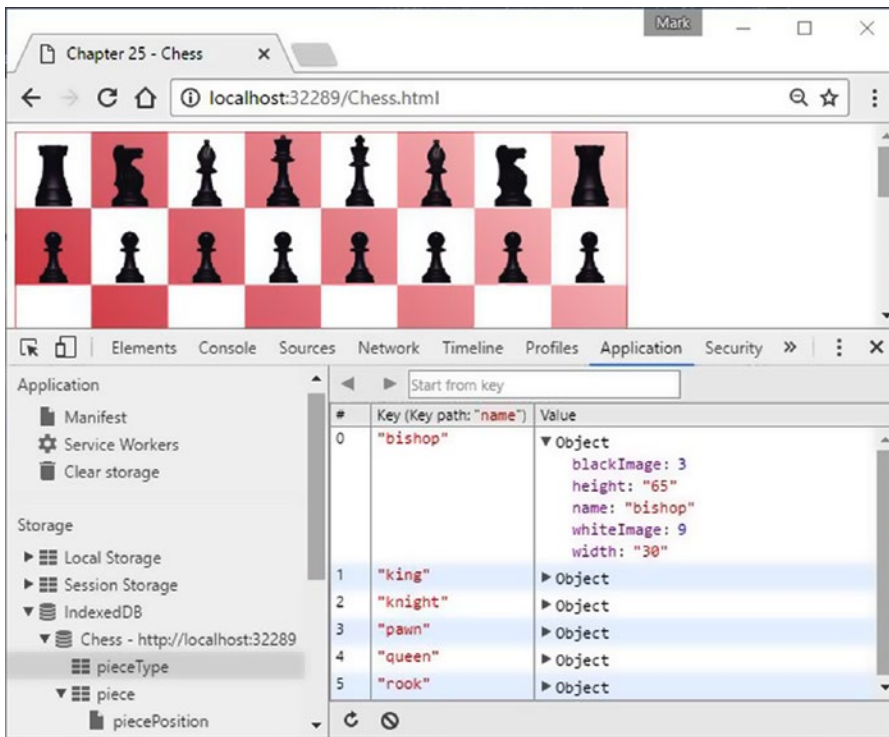 Mark
Chapter 25 - Chess
localhost:32289/Chess.html
Elements Console Sources Network Timeline Profiles Application Security
Application
Manifest
Service Workers
Clear storage
Storage
Local Storage
Session Storage
IndexedDB
Chess - http://localhost:32289
pieceType
piece
piecePosition
Start from key
# Key (Key path: "name") Value
0 "bishop" Object
blackImage: 3
height: "65"
name: "bishop"
whiteImage: 9
width: "30"
1 "king" Object
2 "knight" Object
3 "pawn" Object
4 "queen" Object
5 "rook" Object